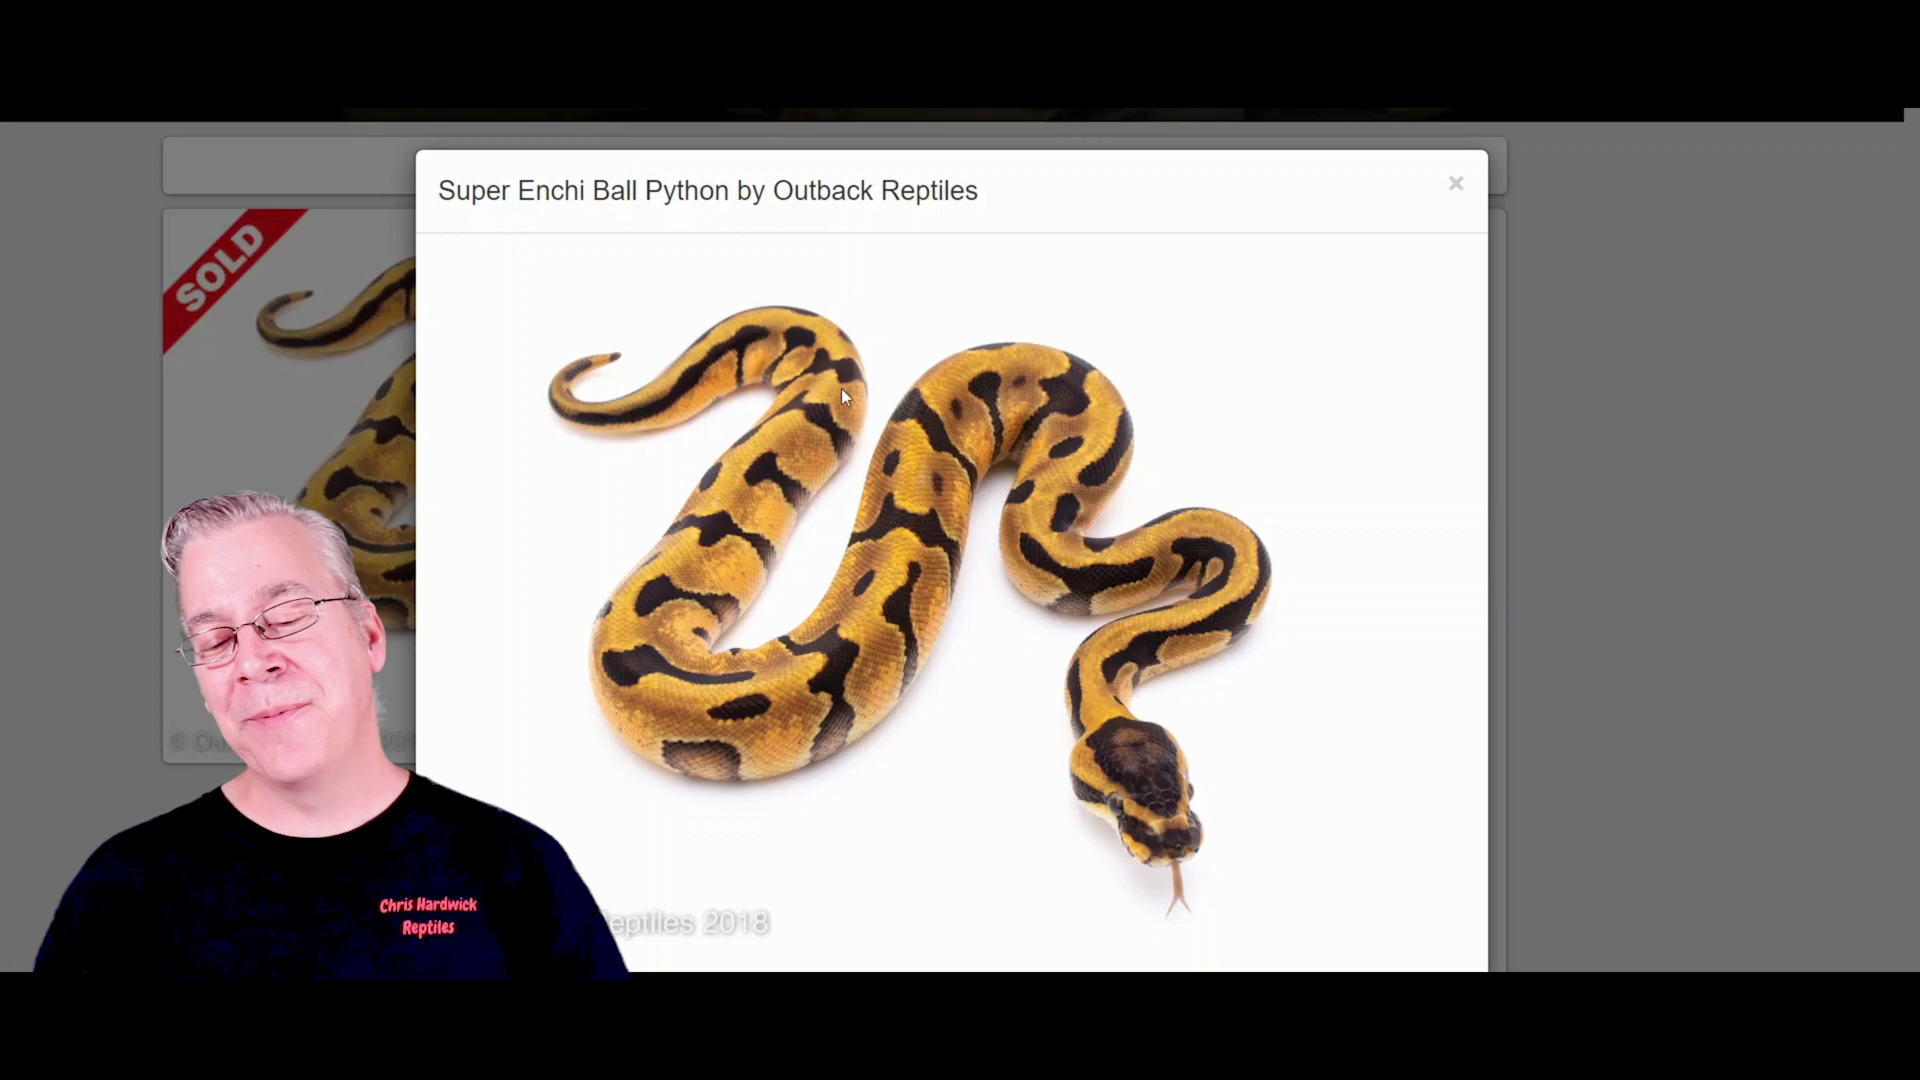 Super Enchi Ball Python by Outback Reptiles
×
SOLD
Chris Hardwick
Reptiles
eptiles 2018